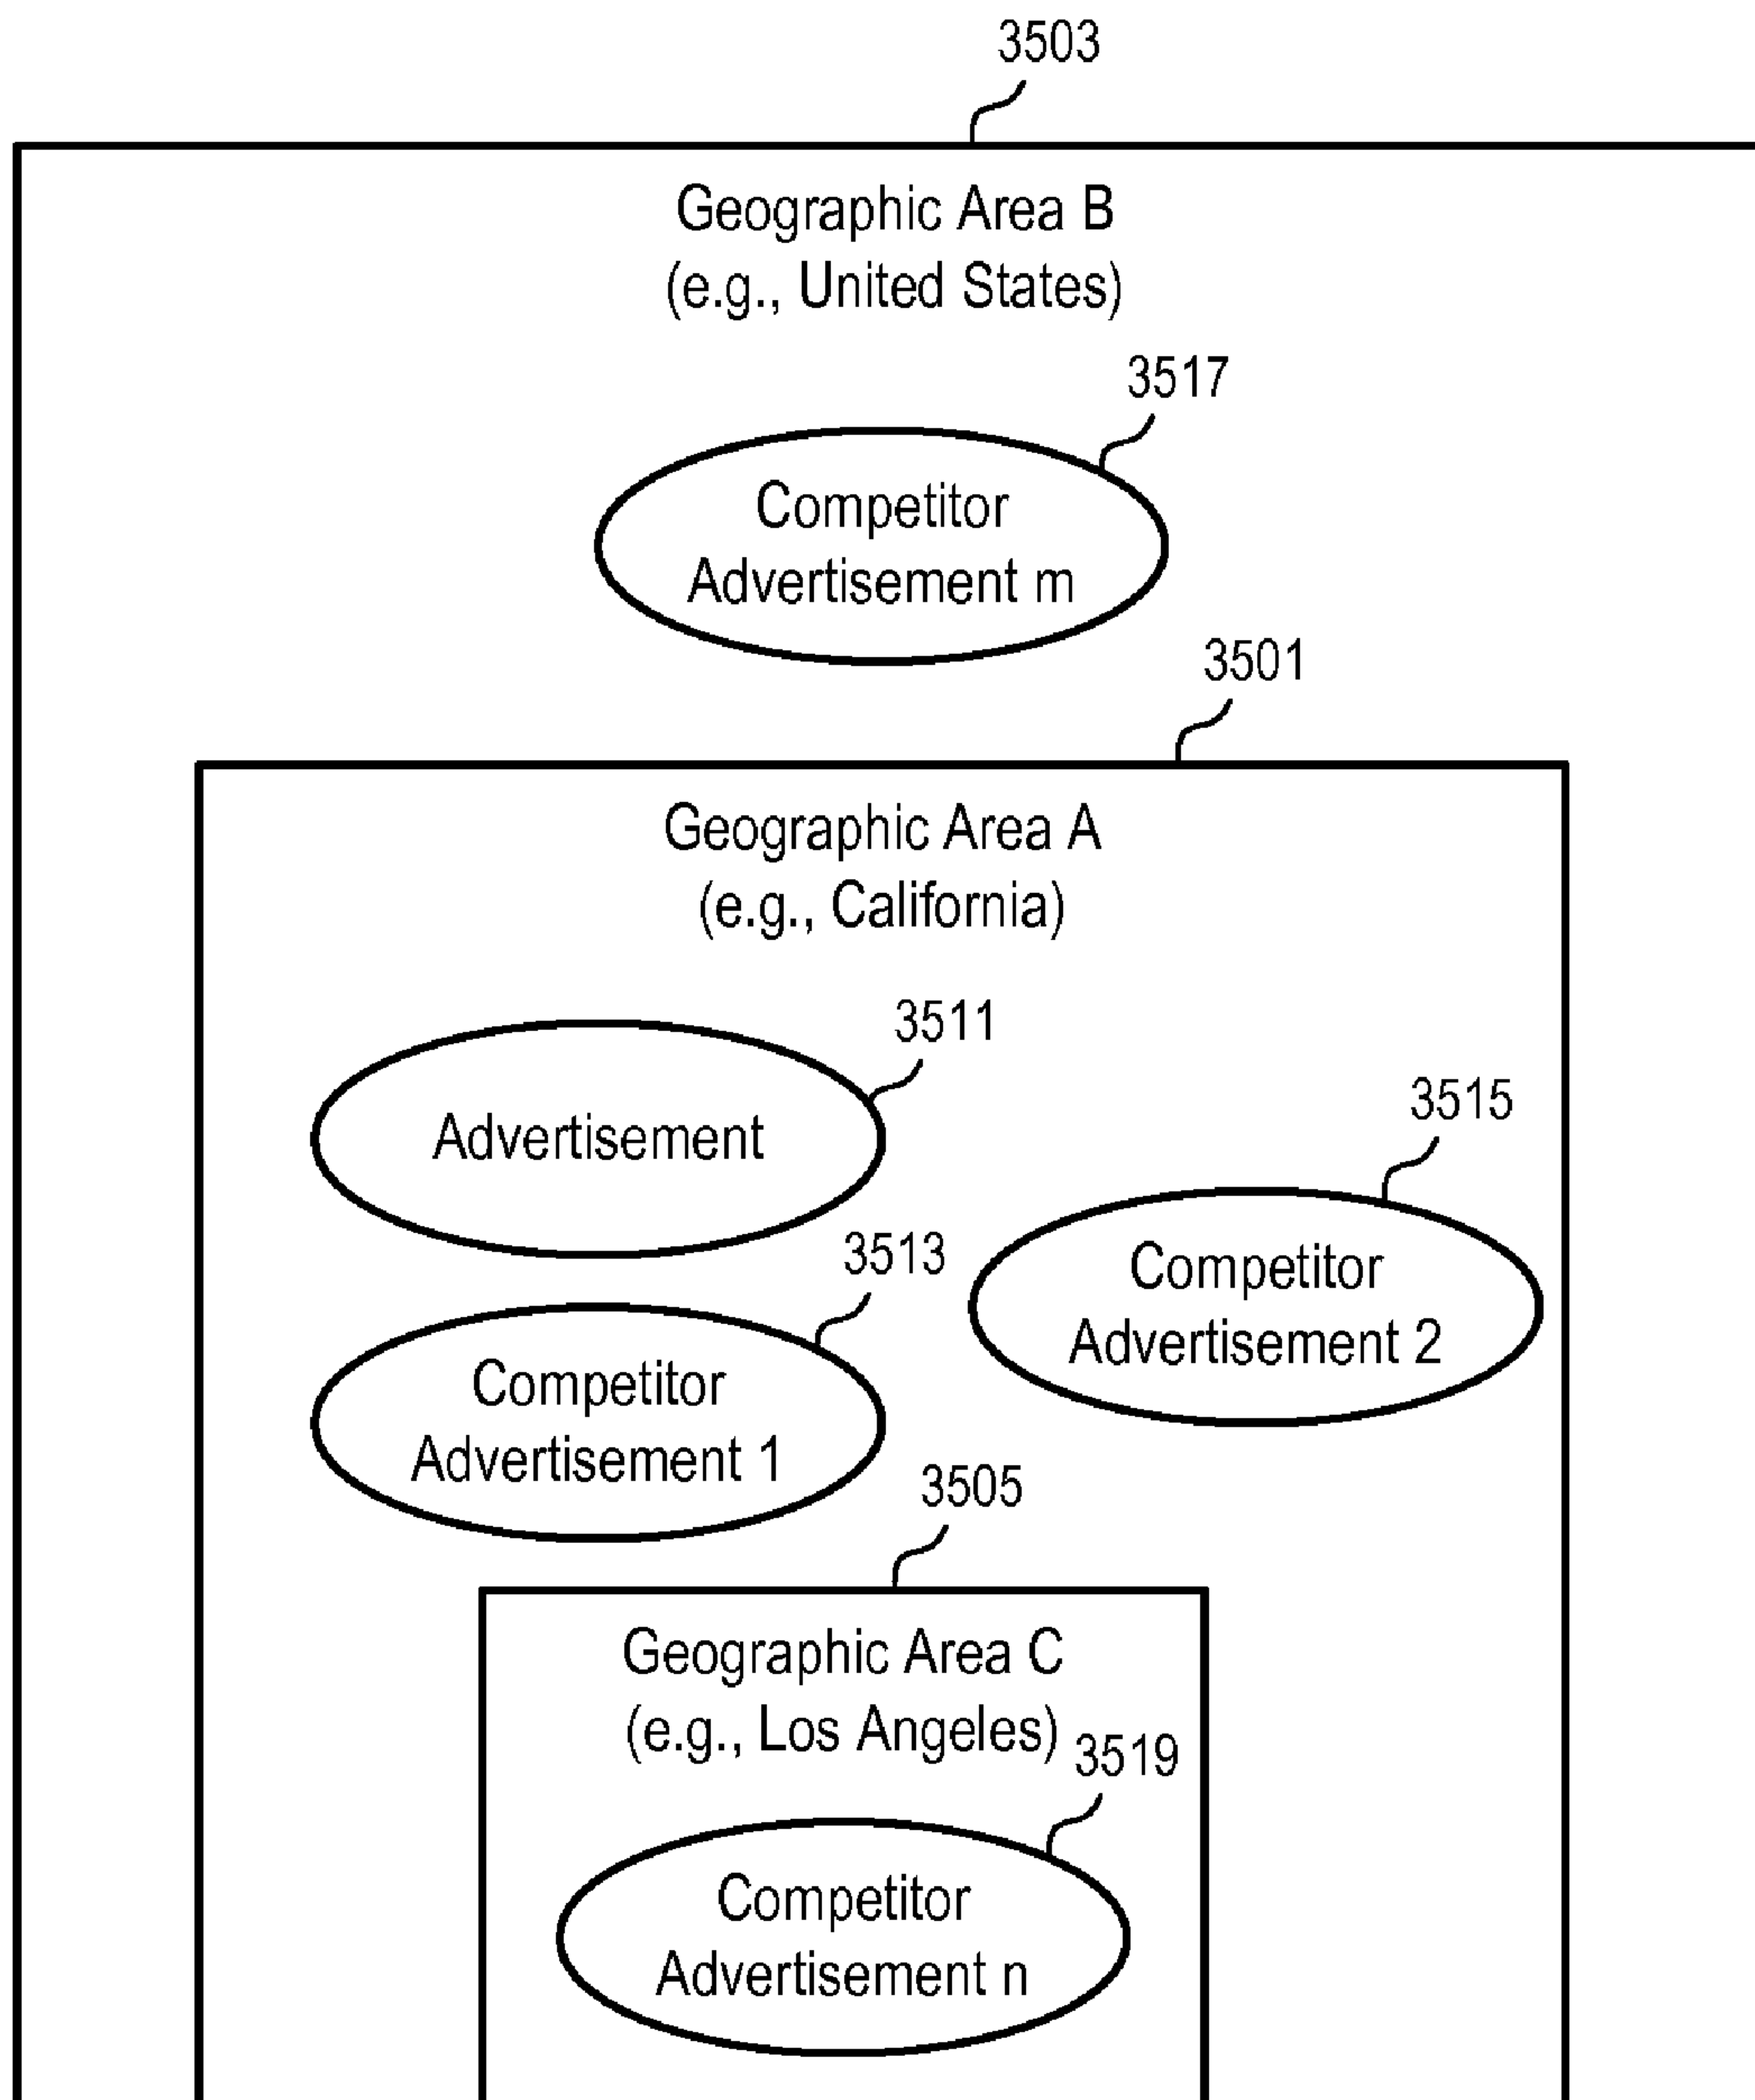 3503
Geographic Area B
(e.g., United States)
3517
Competitor
Advertisement m
3501
Geographic Area A
(e.g., California)
3511
Advertisement
3515
Competitor
Advertisement 2
3513
Competitor
Advertisement 1
3505
Geographic Area C
(e.g., Los Angeles)
3519
Competitor
Advertisement n